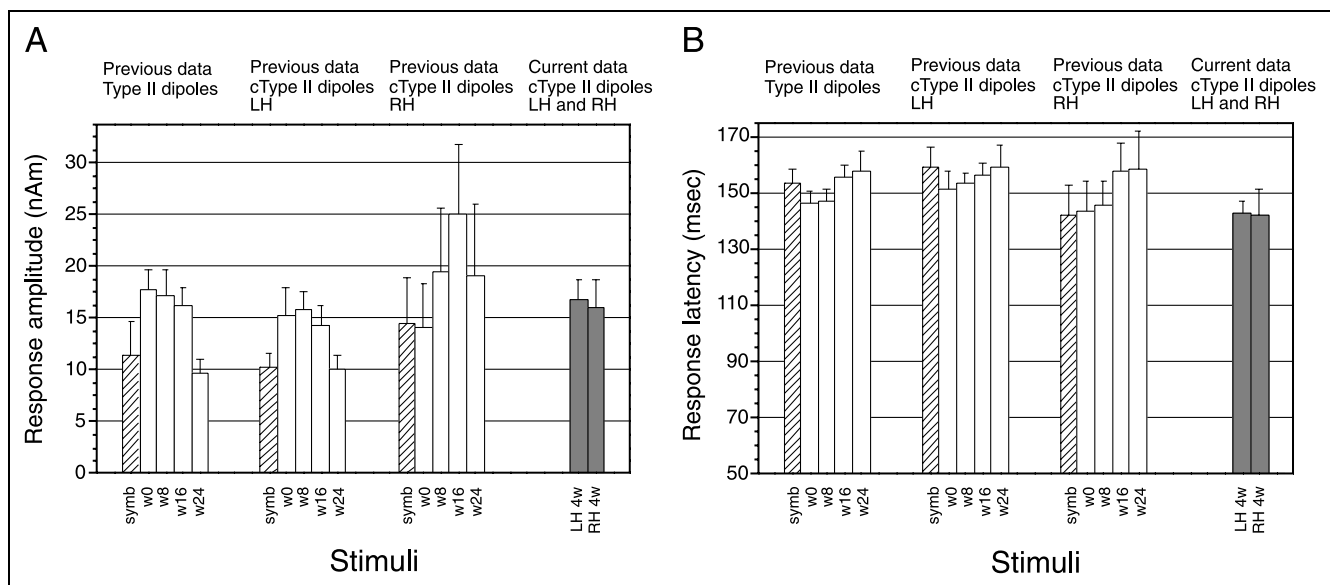 A
Previous data
Type II dipoles
Previous data
cType II dipoles
LH
Previous data
cType II dipoles
RH
Current data
cType II dipoles
LH and RH
Response amplitude (nAm)
30
25
20
15
10
5
0
symb
w0
w8
w16
w24
symb
w0
w8
w16
w24
symb
w0
w8
w16
w24
LH 4w
RH 4w
Stimuli
B
Previous data
Type II dipoles
Previous data
cType II dipoles
LH
Previous data
cType II dipoles
RH
Current data
cType II dipoles
LH and RH
Response latency (msec)
170
150
130
110
90
70
50
symb
w0
w8
w16
w24
symb
w0
w8
w16
w24
symb
w0
w8
w16
w24
LH 4w
RH 4w
Stimuli